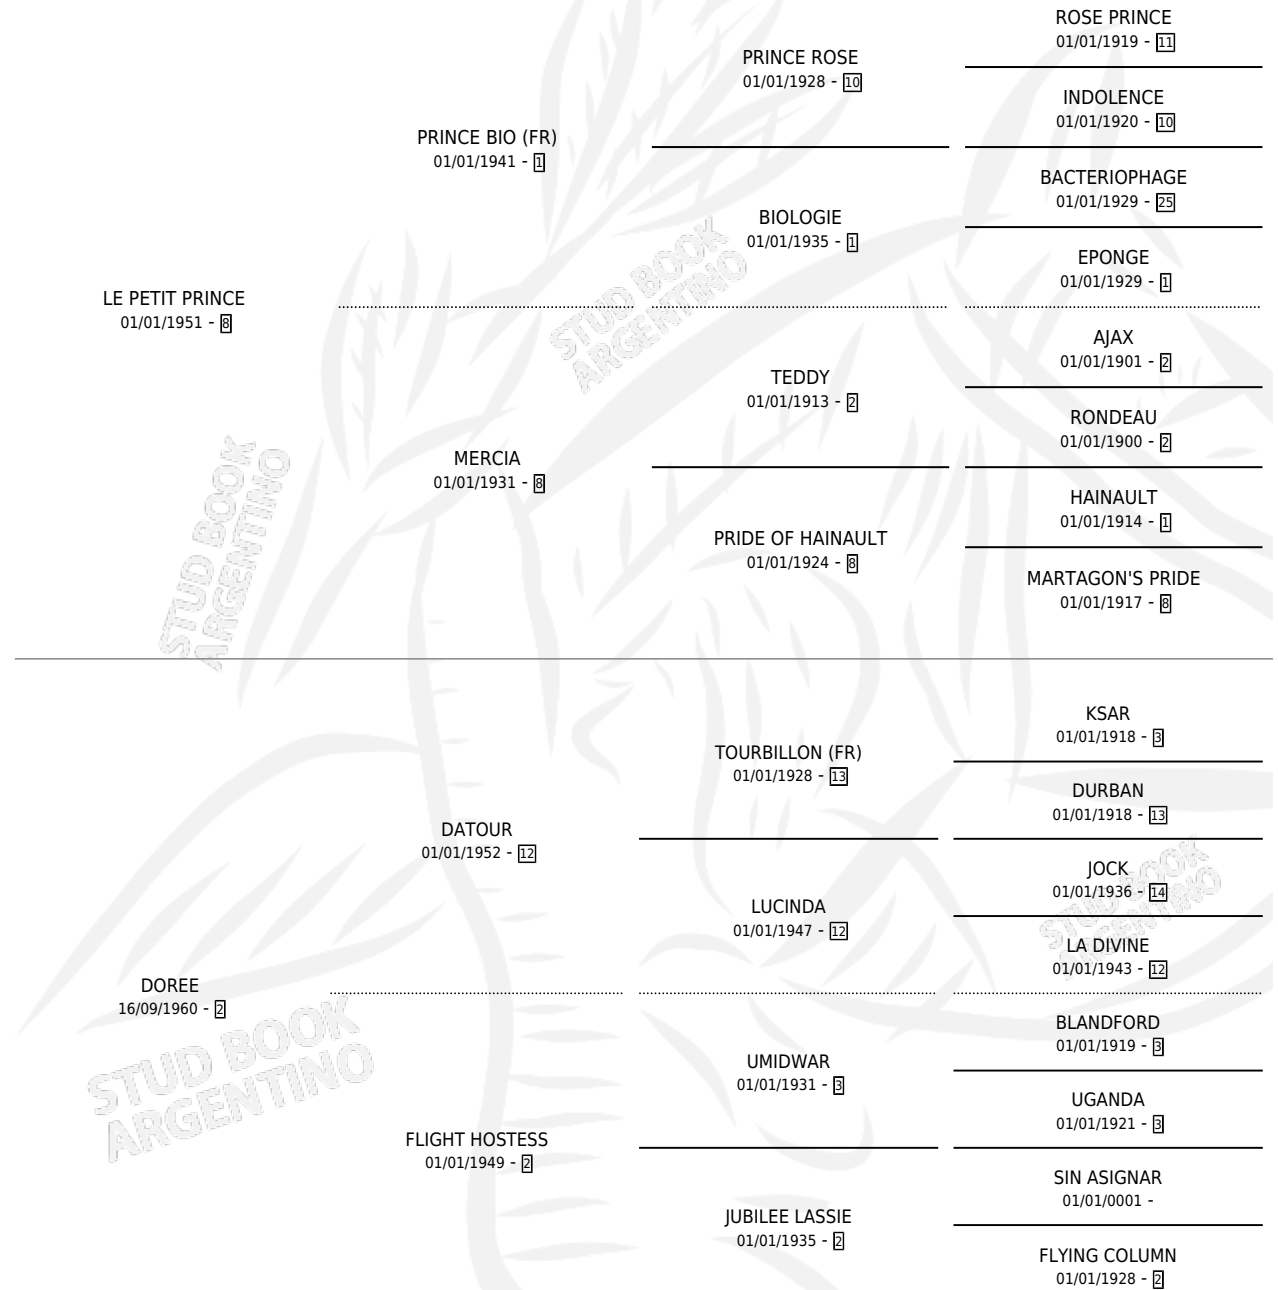 ROSE PRINCE
01/01/1919 - 11
PRINCE ROSE
01/01/1928 - 10
INDOLENCE
01/01/1920 - 10
PRINCE BIO (FR)
01/01/1941 - 1
BACTERIOPHAGE
01/01/1929 - 25
BIOLOGIE
01/01/1935 - 1
EPONGE
01/01/1929 - 1
LE PETIT PRINCE
01/01/1951 - 8
AJAX
01/01/1901 - 2
TEDDY
01/01/1913 - 2
RONDEAU
01/01/1900 - 2
MERCIA
01/01/1931 - 8
HAINAULT
01/01/1914 - 1
PRIDE OF HAINAULT
01/01/1924 - 8
MARTAGON'S PRIDE
01/01/1917 - 8
STUD BOOK
ARGENTINO
STUD BOOK
ARGENTINO
KSAR
01/01/1918 - 3
TOURBILLON (FR)
01/01/1928 - 13
DURBAN
01/01/1918 - 13
DATOUR
01/01/1952 - 12
JOCK
01/01/1936 - 14
LUCINDA
01/01/1947 - 12
LA DIVINE
01/01/1943 - 12
DOREE
16/09/1960 - 2
BLANDFORD
01/01/1919 - 3
UMIDWAR
01/01/1931 - 3
UGANDA
01/01/1921 - 3
FLIGHT HOSTESS
01/01/1949 - 2
SIN ASIGNAR
01/01/0001 -
JUBILEE LASSIE
01/01/1935 - 2
FLYING COLUMN
01/01/1928 - 2
STUD BOOK
ARGENTINO
STUD BOOK
ARGENTINO